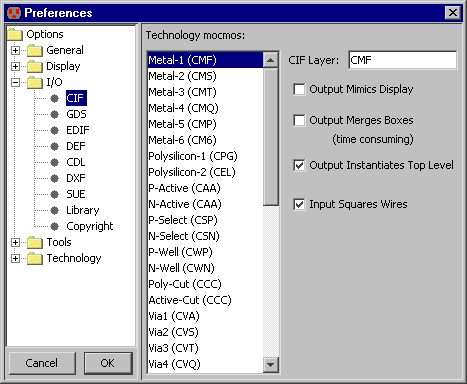 Preferences
Options
General
Display
I/O
CIF
GDS
EDIF
DEF
CDL
DXF
SUE
Library
Copyright
Tools
Technology
Cancel
OK
Technology mocmos:
Metal-1 (CMF)
Metal-2 (CMS)
Metal-3 (CMT)
Metal-4 (CMQ)
Metal-5 (CMP)
Metal-6 (CM6)
Polysilicon-1 (CPG)
Polysilicon-2 (CEL)
P-Active (CAA)
N-Active (CAA)
P-Select (CSP)
N-Select (CSN)
P-Well (CWP)
N-Well (CWN)
Poly-Cut (CCC)
Active-Cut (CCC)
Via1 (CVA)
Via2 (CVS)
Via3 (CVT)
Via4 (CVQ)
CIF Layer: CMF
Output Mimics Display
Output Merges Boxes
(time consuming)
Output Instantiates Top Level
Input Squares Wires